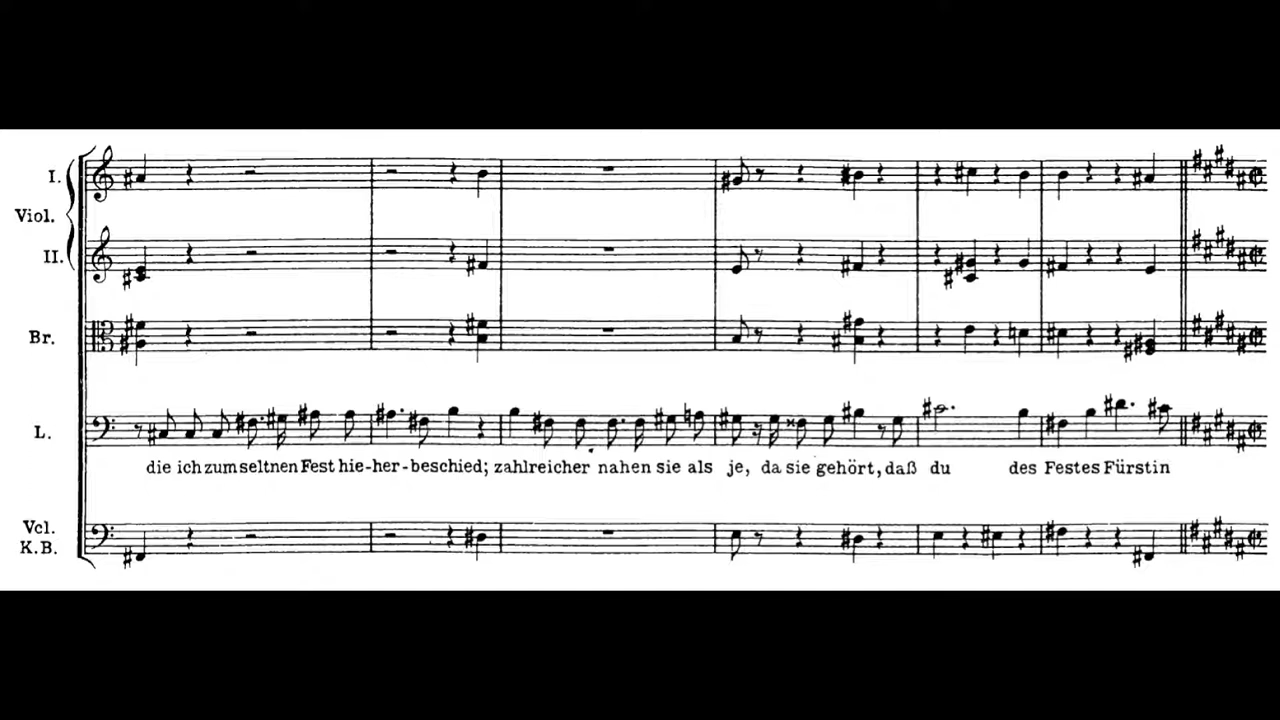 I.
Viol.
II.
Br.
L.
die ich zum seltnen Fest hie-her-beschied; zahlreicher nahen sie als je, da sie gehört, daß du des Festes Fürstin
Vcl.
K.B.